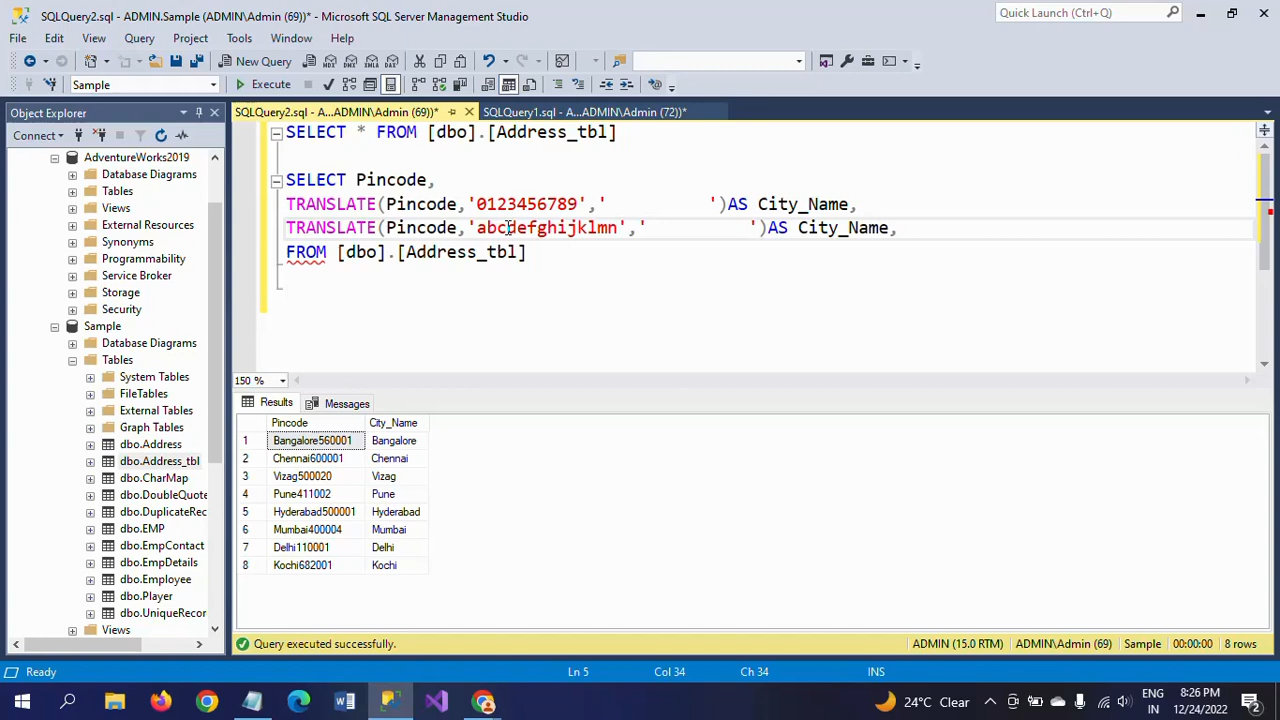 SQLQuery2.sql - ADMIN.Sample (ADMIN\Admin (69))* - Microsoft SQL Server Management Studio
Quick Launch (Ctrl+Q)
File Edit View Query Project Tools Window Help
New Query
Sample
Execute
Object Explorer
SQLQuery2.sql - A...ADMIN\Admin (69))*
SQLQuery1.sql - A...ADMIN\Admin (72))*
Connect
AdventureWorks2019
Database Diagrams
Tables
Views
External Resources
Synonyms
Programmability
Service Broker
Storage
Security
Sample
Database Diagrams
Tables
System Tables
FileTables
External Tables
Graph Tables
dbo.Address
dbo.Address_tbl
dbo.CharMap
dbo.DoubleQuote
dbo.DuplicateRec
dbo.EMP
dbo.EmpContact
dbo.EmpDetails
dbo.Employee
dbo.Player
dbo.UniqueRecor
Views
SELECT * FROM [dbo].[Address_tbl]
SELECT Pincode,
TRANSLATE(Pincode,'0123456789','          ')AS City_Name,
TRANSLATE(Pincode,'abcdefghijklmn','          ')AS City_Name,
FROM [dbo].[Address_tbl]
150 %
Results Messages
Pincode City_Name
1 Bangalore560001 Bangalore
2 Chennai600001 Chennai
3 Vizag500020 Vizag
4 Pune411002 Pune
5 Hyderabad500001 Hyderabad
6 Mumbai400004 Mumbai
7 Delhi110001 Delhi
8 Kochi682001 Kochi
Query executed successfully.
ADMIN (15.0 RTM) ADMIN\Admin (69) Sample 00:00:00 8 rows
Ready
Ln 5 Col 34 Ch 34 INS
24°C Clear
ENG
IN
8:26 PM
12/24/2022
2